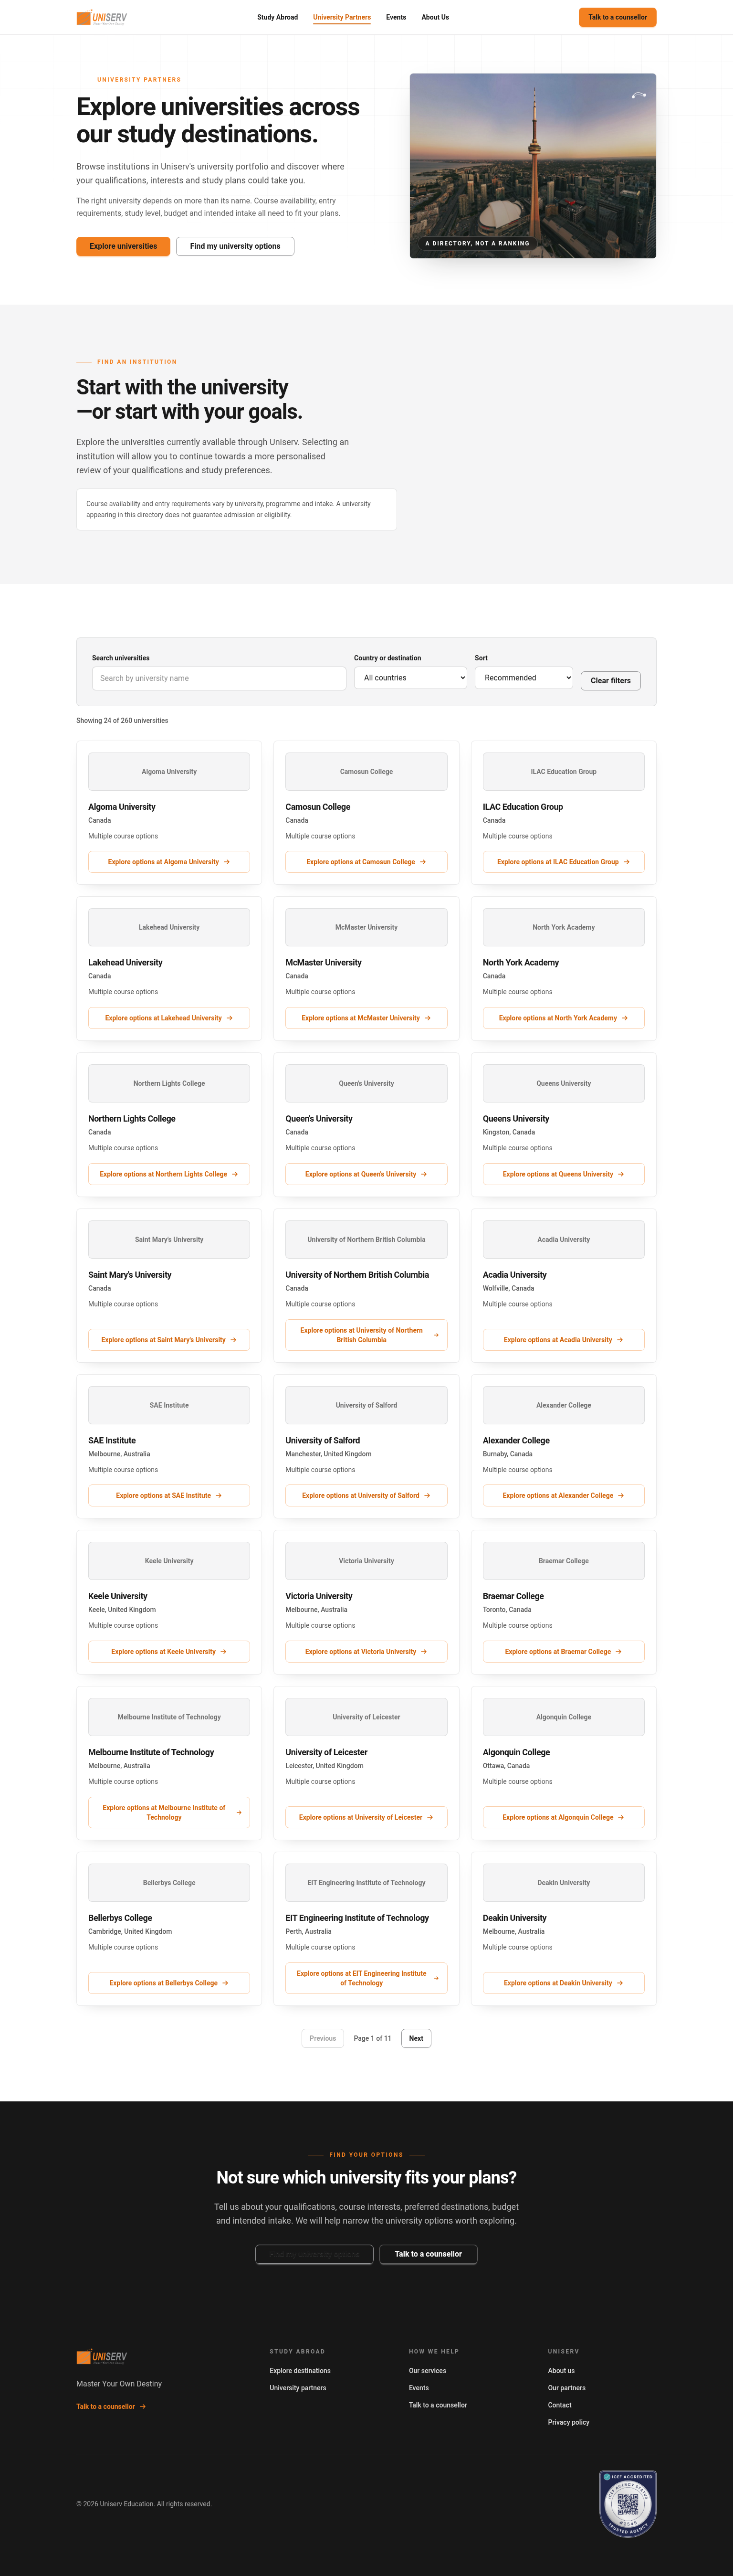 UNISERV
Study Abroad
University Partners
Events
About Us
Talk to a counsellor
UNIVERSITY PARTNERS
Explore universities across
our study destinations.
Browse institutions in Uniserv's university portfolio and discover where
your qualifications, interests and study plans could take you.
The right university depends on more than its name. Course availability, entry
requirements, study level, budget and intended intake all need to fit your plans.
Explore universities
Find my university options
A DIRECTORY, NOT A RANKING
FIND AN INSTITUTION
Start with the university
—or start with your goals.
Explore the universities currently available through Uniserv. Selecting an
institution will allow you to continue towards a more personalised
review of your qualifications and study preferences.
Course availability and entry requirements vary by university, programme and intake. A university
appearing in this directory does not guarantee admission or eligibility.
Search universities
Country or destination
Sort
Search by university name
All countries
Recommended
Clear filters
Showing 24 of 260 universities
Algoma University
Algoma University
Canada
Multiple course options
Explore options at Algoma University
Camosun College
Camosun College
Canada
Multiple course options
Explore options at Camosun College
ILAC Education Group
ILAC Education Group
Canada
Multiple course options
Explore options at ILAC Education Group
Lakehead University
Lakehead University
Canada
Multiple course options
Explore options at Lakehead University
McMaster University
McMaster University
Canada
Multiple course options
Explore options at McMaster University
North York Academy
North York Academy
Canada
Multiple course options
Explore options at North York Academy
Northern Lights College
Northern Lights College
Canada
Multiple course options
Explore options at Northern Lights College
Queen's University
Queen's University
Canada
Multiple course options
Explore options at Queen's University
Queens University
Queens University
Kingston, Canada
Multiple course options
Explore options at Queens University
Saint Mary's University
Saint Mary's University
Canada
Multiple course options
Explore options at Saint Mary's University
University of Northern British Columbia
University of Northern British Columbia
Canada
Multiple course options
Explore options at University of Northern
British Columbia
Acadia University
Acadia University
Wolfville, Canada
Multiple course options
Explore options at Acadia University
SAE Institute
SAE Institute
Melbourne, Australia
Multiple course options
Explore options at SAE Institute
University of Salford
University of Salford
Manchester, United Kingdom
Multiple course options
Explore options at University of Salford
Alexander College
Alexander College
Burnaby, Canada
Multiple course options
Explore options at Alexander College
Keele University
Keele University
Keele, United Kingdom
Multiple course options
Explore options at Keele University
Victoria University
Victoria University
Melbourne, Australia
Multiple course options
Explore options at Victoria University
Braemar College
Braemar College
Toronto, Canada
Multiple course options
Explore options at Braemar College
Melbourne Institute of Technology
Melbourne Institute of Technology
Melbourne, Australia
Multiple course options
Explore options at Melbourne Institute of
Technology
University of Leicester
University of Leicester
Leicester, United Kingdom
Multiple course options
Explore options at University of Leicester
Algonquin College
Algonquin College
Ottawa, Canada
Multiple course options
Explore options at Algonquin College
Bellerbys College
Bellerbys College
Cambridge, United Kingdom
Multiple course options
Explore options at Bellerbys College
EIT Engineering Institute of Technology
EIT Engineering Institute of Technology
Perth, Australia
Multiple course options
Explore options at EIT Engineering Institute
of Technology
Deakin University
Deakin University
Melbourne, Australia
Multiple course options
Explore options at Deakin University
Previous
Page 1 of 11
Next
FIND YOUR OPTIONS
Not sure which university fits your plans?
Tell us about your qualifications, course interests, preferred destinations, budget
and intended intake. We will help narrow the university options worth exploring.
Find my university options
Talk to a counsellor
UNISERV
Master Your Own Destiny
Talk to a counsellor
STUDY ABROAD
Explore destinations
University partners
HOW WE HELP
Our services
Events
Talk to a counsellor
UNISERV
About us
Our partners
Contact
Privacy policy
© 2026 Uniserv Education. All rights reserved.
ICEF ACCREDITED
ICEF AGENCY STATUS
TRUSTED AGENCY